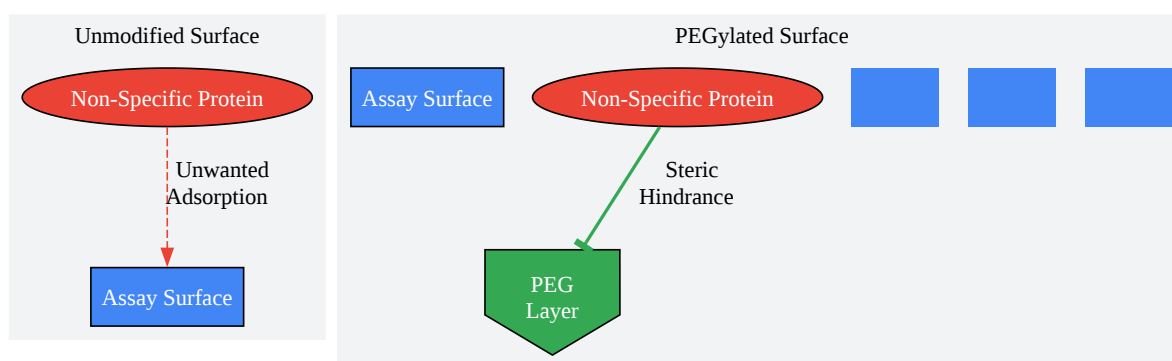 Unmodified Surface
Non-Specific Protein
Unwanted
Adsorption
Assay Surface
PEGylated Surface
Assay Surface
Non-Specific Protein
Steric
Hindrance
PEG
Layer